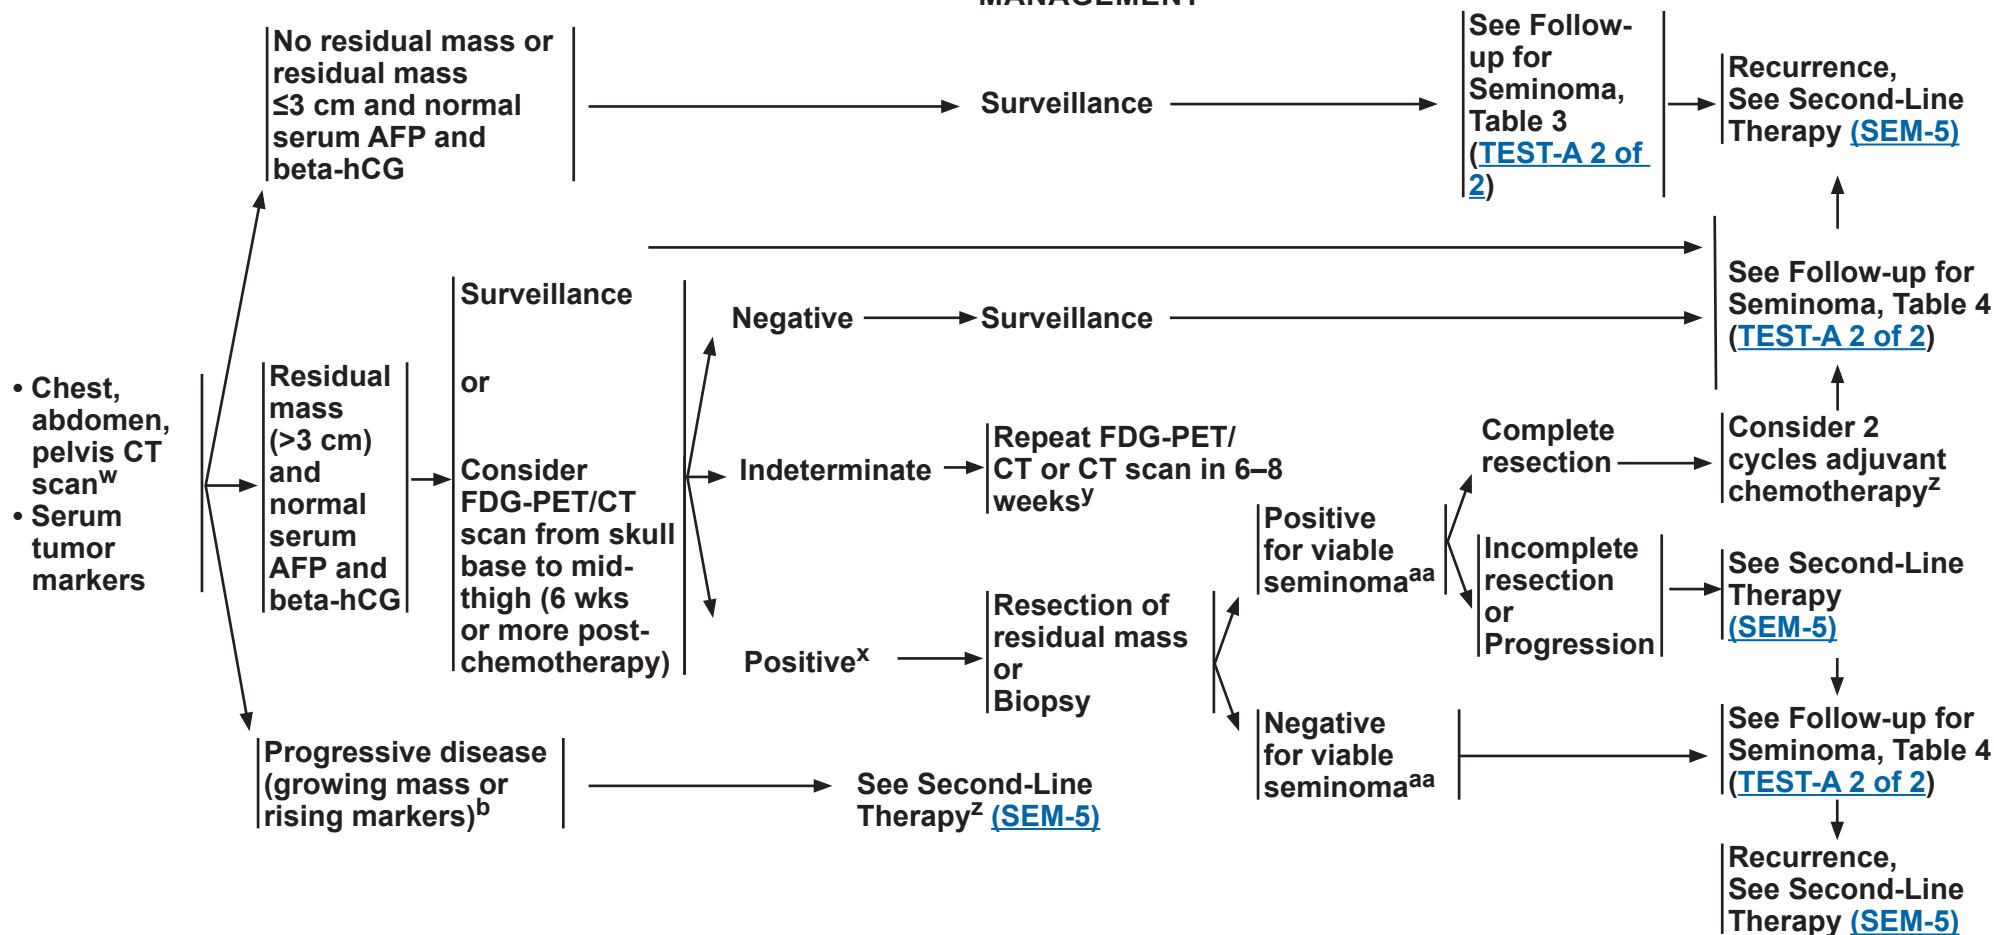 MANAGEMENT
No residual mass or
residual mass
≤3 cm and normal
serum AFP and
beta-hCG
Surveillance
See Follow-
up for
Seminoma,
Table 3
(TEST-A 2 of
2)
Recurrence,
See Second-Line
Therapy (SEM-5)
• Chest,
abdomen,
pelvis CT
scanw
• Serum
tumor
markers
Residual
mass
(>3 cm)
and
normal
serum
AFP and
beta-hCG
Surveillance
or
Consider
FDG-PET/CT
scan from skull
base to mid-
thigh (6 wks
or more post-
chemotherapy)
Negative
Surveillance
See Follow-up for
Seminoma, Table 4
(TEST-A 2 of 2)
Indeterminate
Repeat FDG-PET/
CT or CT scan in 6–8
weeksy
Positivex
Resection of
residual mass
or
Biopsy
Positive
for viable
seminomaaa
Complete
resection
Consider 2
cycles adjuvant
chemotherapyz
Incomplete
resection
or
Progression
See Second-Line
Therapy
(SEM-5)
Negative
for viable
seminomaaa
See Follow-up for
Seminoma, Table 4
(TEST-A 2 of 2)
Recurrence,
See Second-Line
Therapy (SEM-5)
Progressive disease
(growing mass or
rising markers)b
See Second-Line
Therapyz (SEM-5)